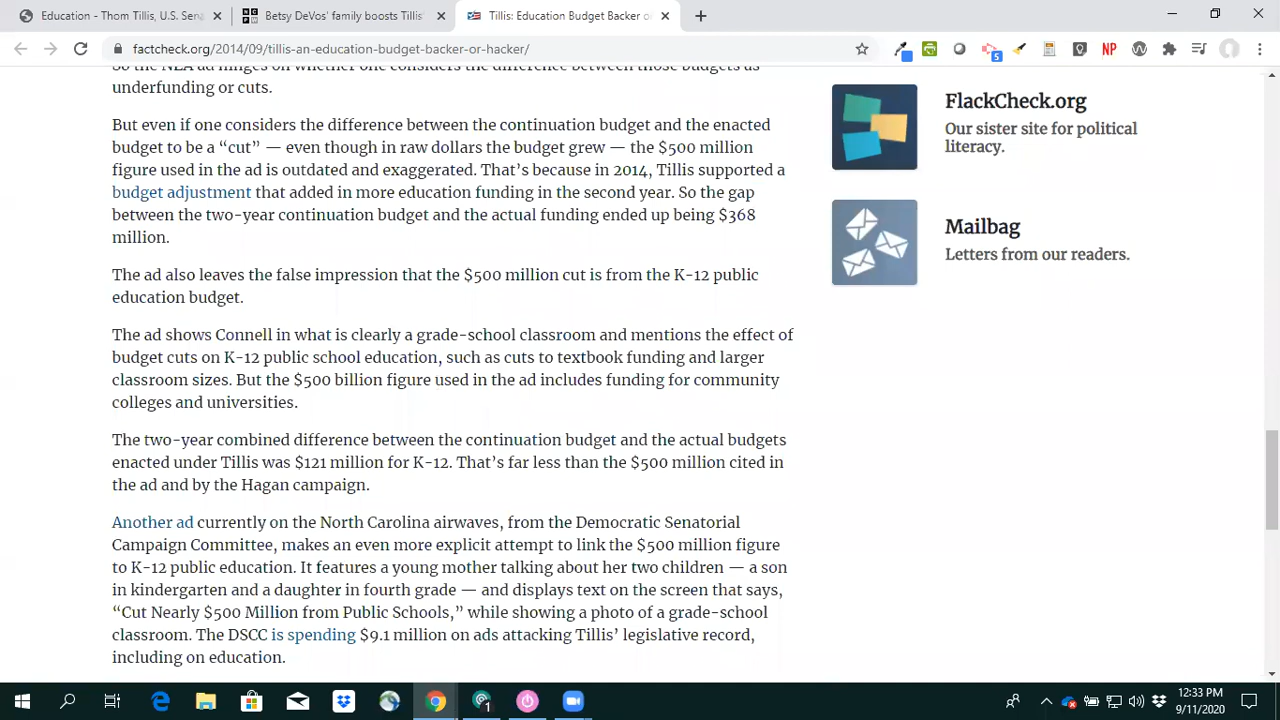 Education - Thom Tillis, U.S. Sen
Betsy DeVos' family boosts Tillis
Tillis: Education Budget Backer o
factcheck.org/2014/09/tillis-an-education-budget-backer-or-hacker/
5
NP
underfunding or cuts.
But even if one considers the difference between the continuation budget and the enacted
budget to be a “cut” — even though in raw dollars the budget grew — the $500 million
figure used in the ad is outdated and exaggerated. That’s because in 2014, Tillis supported a
budget adjustment that added in more education funding in the second year. So the gap
between the two-year continuation budget and the actual funding ended up being $368
million.
The ad also leaves the false impression that the $500 million cut is from the K-12 public
education budget.
The ad shows Connell in what is clearly a grade-school classroom and mentions the effect of
budget cuts on K-12 public school education, such as cuts to textbook funding and larger
classroom sizes. But the $500 billion figure used in the ad includes funding for community
colleges and universities.
The two-year combined difference between the continuation budget and the actual budgets
enacted under Tillis was $121 million for K-12. That’s far less than the $500 million cited in
the ad and by the Hagan campaign.
Another ad currently on the North Carolina airwaves, from the Democratic Senatorial
Campaign Committee, makes an even more explicit attempt to link the $500 million figure
to K-12 public education. It features a young mother talking about her two children — a son
in kindergarten and a daughter in fourth grade — and displays text on the screen that says,
“Cut Nearly $500 Million from Public Schools,” while showing a photo of a grade-school
classroom. The DSCC is spending $9.1 million on ads attacking Tillis’ legislative record,
including on education.
FlackCheck.org
Our sister site for political
literacy.
Mailbag
Letters from our readers.
1
12:33 PM
9/11/2020